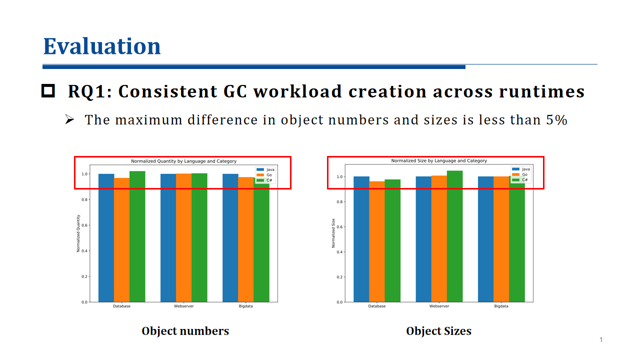 Evaluation
RQ1: Consistent GC workload creation across runtimes
The maximum difference in object numbers and sizes is less than 5%
Normalized Quantity by Language and Category
Java
Go
C#
1.0
0.8
0.6
0.4
0.2
0.0
Normalized Quantity
Database
Webserver
Bigdata
Object numbers
Normalized Size by Language and Category
Java
Go
C#
1.0
0.8
0.6
0.4
0.2
0.0
Normalized Size
Database
Webserver
Bigdata
Object Sizes
1